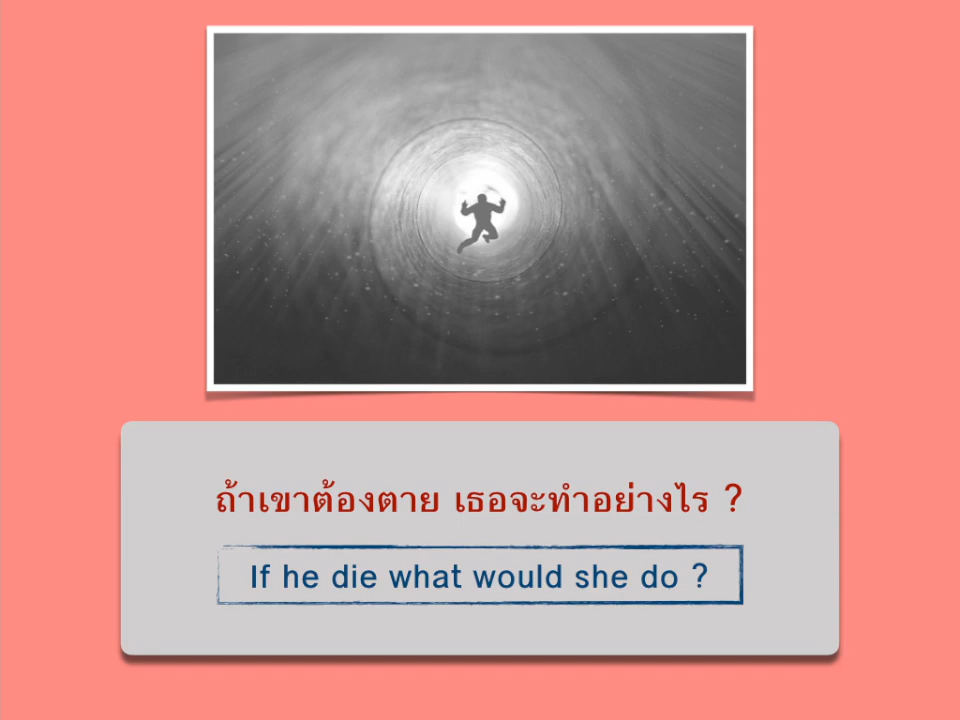 ถ้าเขาต้องตาย เธอจะทำอย่างไร ?
If he die what would she do ?